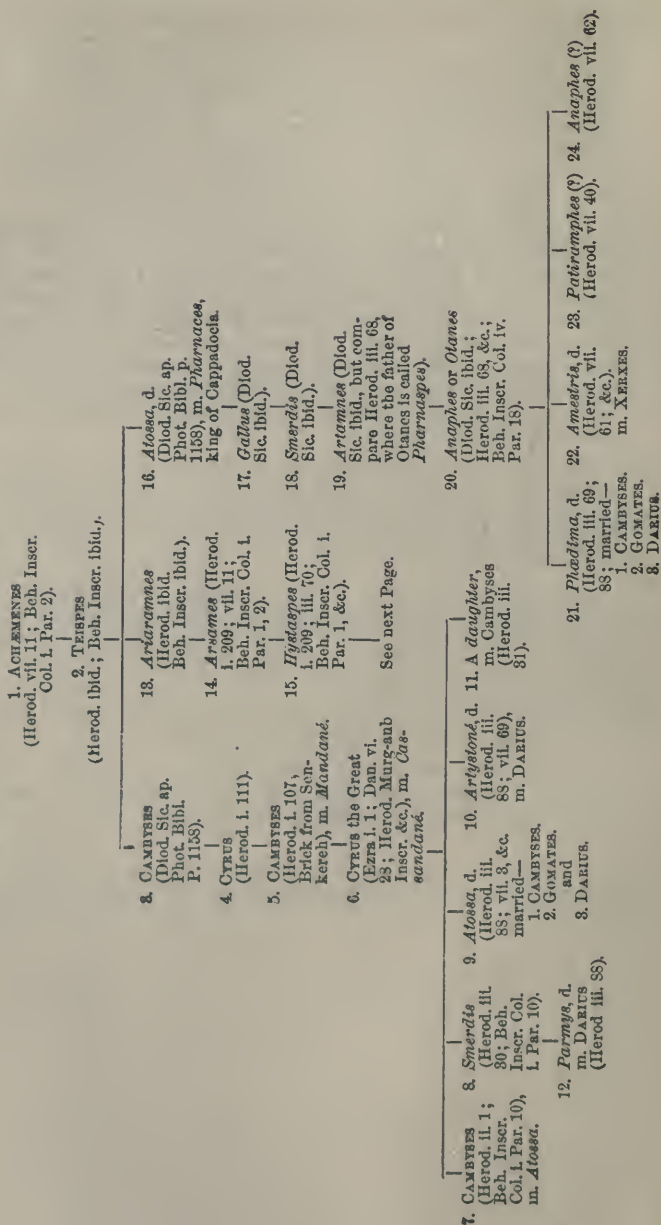 1. ACHÆMENES
(Herod. vii. 11; Beh. Inscr.
Col. i. Par. 2).
2. TEISPES
(Herod. ibid.; Beh. Inscr. ibid.).
3. CAMBYSES
(Diod. Sic. ap.
Phot. Bibl.
P. 1158).
4. CYRUS
(Herod. i. 111).
5. CAMBYSES
(Herod. i. 107,
Brick from Sen-
kereh), m. Mandané.
6. CYRUS the Great
(Ezra i. 1; Dan. vi.
28; Herod. Murg-aub
Inscr. &c.), m. Cas-
sandané.
13. Ariaramnes
(Herod. ibid.
Beh. Inscr. ibid.).
14. Arsames (Herod.
i. 209; vii. 11;
Beh. Inscr. Col. i.
Par. 1, 2).
15. Hystaspes (Herod.
i. 209; iii. 70;
Beh. Inscr. Col. i.
Par. 1, &c.).
See next Page.
16. Atossa, d.
(Diod. Sic. ap.
Phot. Bibl. p.
1158), m. Pharnaces,
king of Cappadocia.
17. Gallus (Diod.
Sic. ibid.).
18. Smerdis (Diod.
Sic. ibid.).
19. Artamnes (Diod.
Sic. ibid., but com-
pare Herod. iii. 68,
where the father of
Otanes is called
Pharnaspes).
20. Anaphes or Otanes
(Diod. Sic. ibid.;
Herod. iii. 68, &c.;
Beh. Inscr. Col. iv.
Par. 18).
7. CAMBYSES
(Herod. ii. 1;
Beh. Inscr.
Col. i. Par. 10),
m. Atossa.
8. Smerdis
(Herod. iii.
30; Beh.
Inscr. Col.
i. Par. 10).
9. Atossa, d.
(Herod. iii.
88; vii. 3, &c.
married—
1. CAMBYSES.
2. GOMATES.
and
3. DARIUS.
10. Artystoné, d.
(Herod. iii.
88; vii. 69),
m. DARIUS.
11. A daughter,
m. Cambyses
(Herod. iii.
31).
12. Parmys, d.
m. DARIUS
(Herod iii. 88).
21. Phædima, d.
(Herod. iii. 69;
88; married—
1. CAMBYSES.
2. GOMATES.
3. DARIUS.
22. Amestris, d.
(Herod. vii.
61; &c.).
m. XERXES.
23. Patiramphes (?)
(Herod. vii. 40).
24. Anaphes (?)
(Herod. vii. 62).